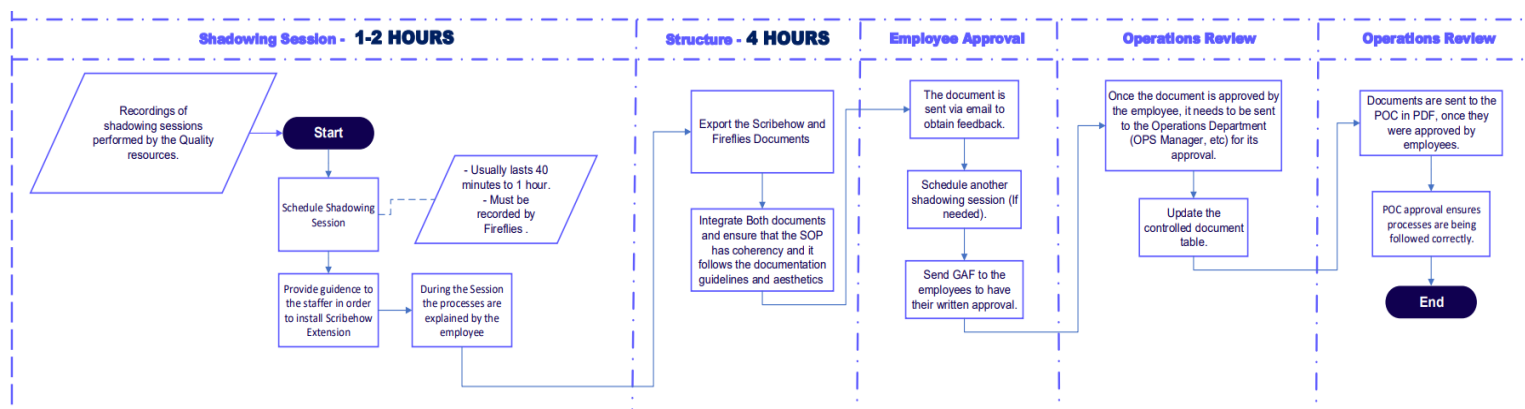 Shadowing Session - 1-2 HOURS
Structure - 4 HOURS
Employee Approval
Operations Review
Operations Review
Recordings of
shadowing sessions
performed by the Quality
resources.
Start
Schedule Shadowing
Session
- Usually lasts 40
minutes to 1 hour.
- Must be
recorded by
Fireflies .
Provide guidence to
the staffer in order
to install Scribehow
Extension
During the Session
the processes are
explained by the
employee
Export the Scribehow and
Fireflies Documents
Integrate Both documents
and ensure that the SOP
has coherency and it
follows the documentation
guidelines and aesthetics
The document is
sent via email to
obtain feedback.
Schedule another
shadowing session (If
needed).
Send GAF to the
employees to have
their written approval.
Once the document is approved by
the employee, it needs to be sent
to the Operations Department
(OPS Manager, etc) for its
approval.
Update the
controlled document
table.
Documents are sent to the
POC in PDF, once they
were approved by
employees.
POC approval ensures
processes are being
followed correctly.
End